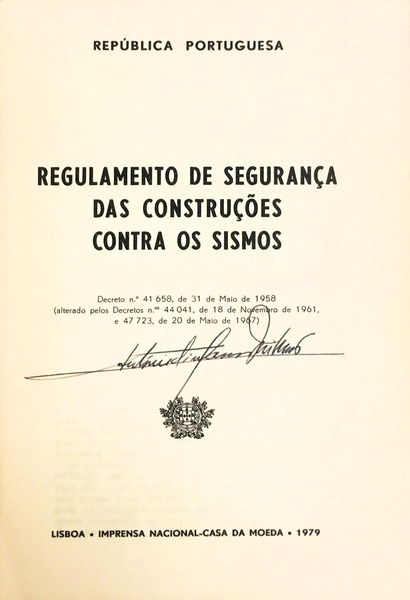 REPÚBLICA PORTUGUESA
REGULAMENTO DE SEGURANÇA
DAS CONSTRUÇÕES
CONTRA OS SISMOS
Decreto n.º 41 658, de 31 de Maio de 1958
(alterado pelos Decretos n.ºˢ 44 041, de 18 de Novembro de 1961,
e 47 723, de 20 de Maio de 1967)
LISBOA • IMPRENSA NACIONAL-CASA DA MOEDA • 1979